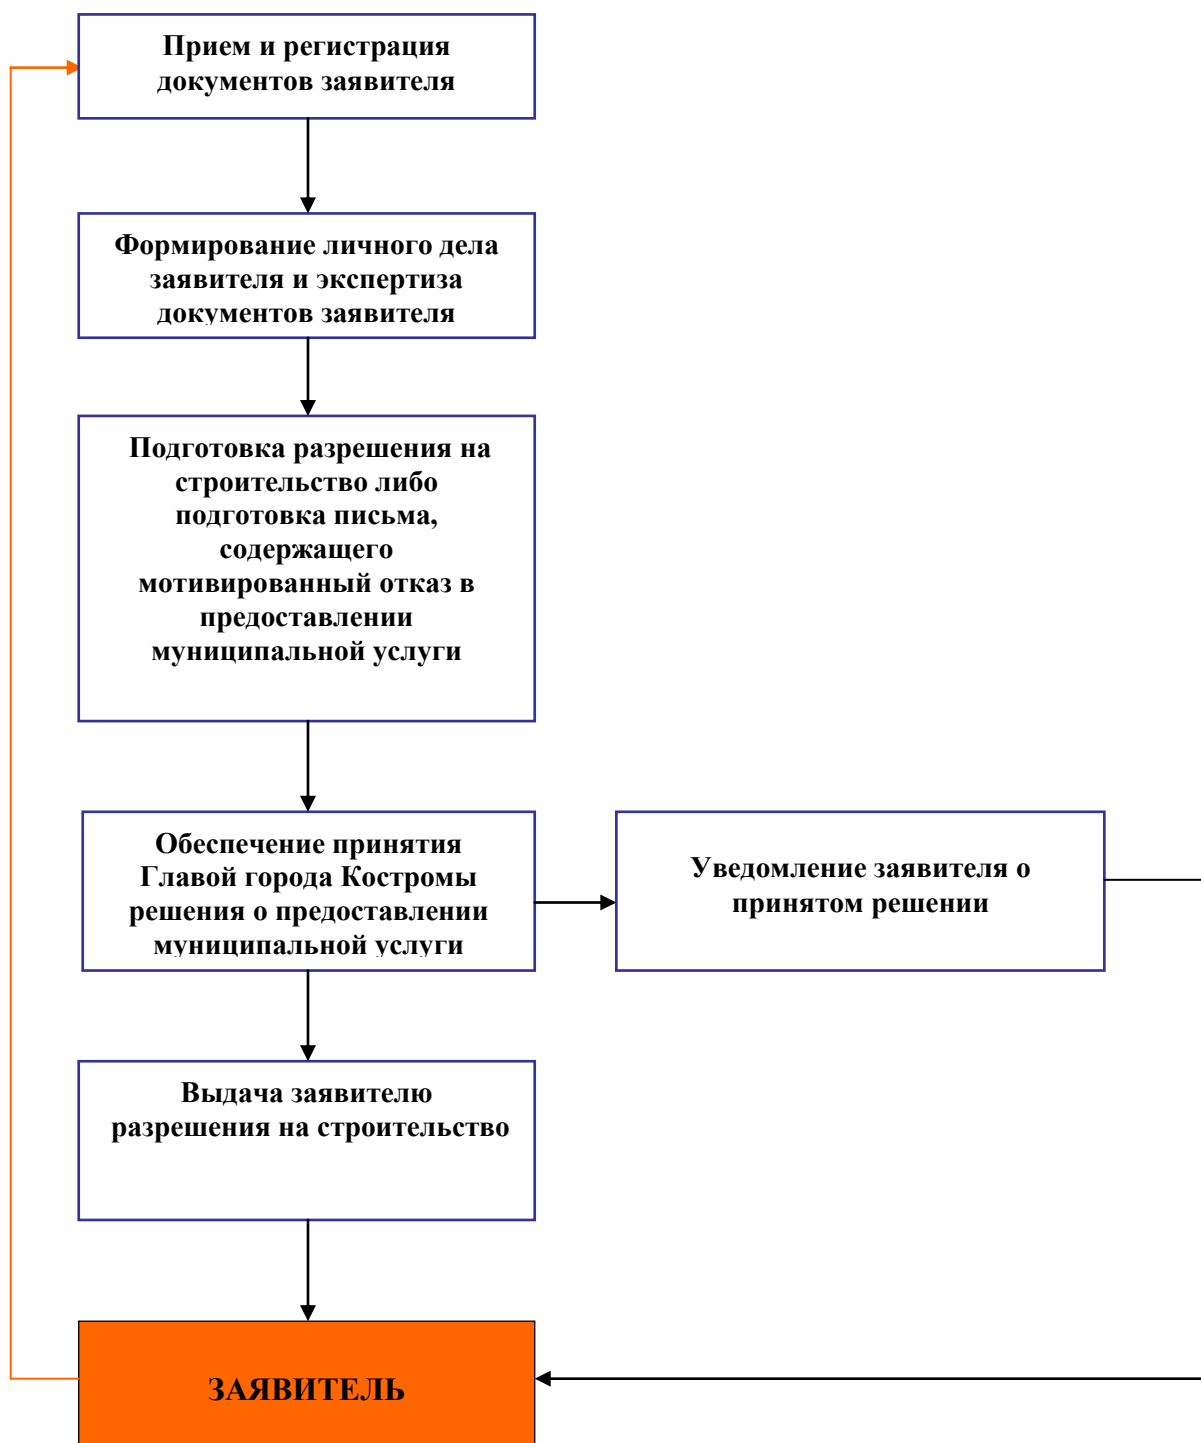 Прием и регистрация
документов заявителя
Формирование личного дела
заявителя и экспертиза
документов заявителя
Подготовка разрешения на
строительство либо
подготовка письма,
содержащего
мотивированный отказ в
предоставлении
муниципальной услуги
Обеспечение принятия
Главой города Костромы
решения о предоставлении
муниципальной услуги
Уведомление заявителя о
принятом решении
Выдача заявителю
разрешения на строительство
ЗАЯВИТЕЛЬ